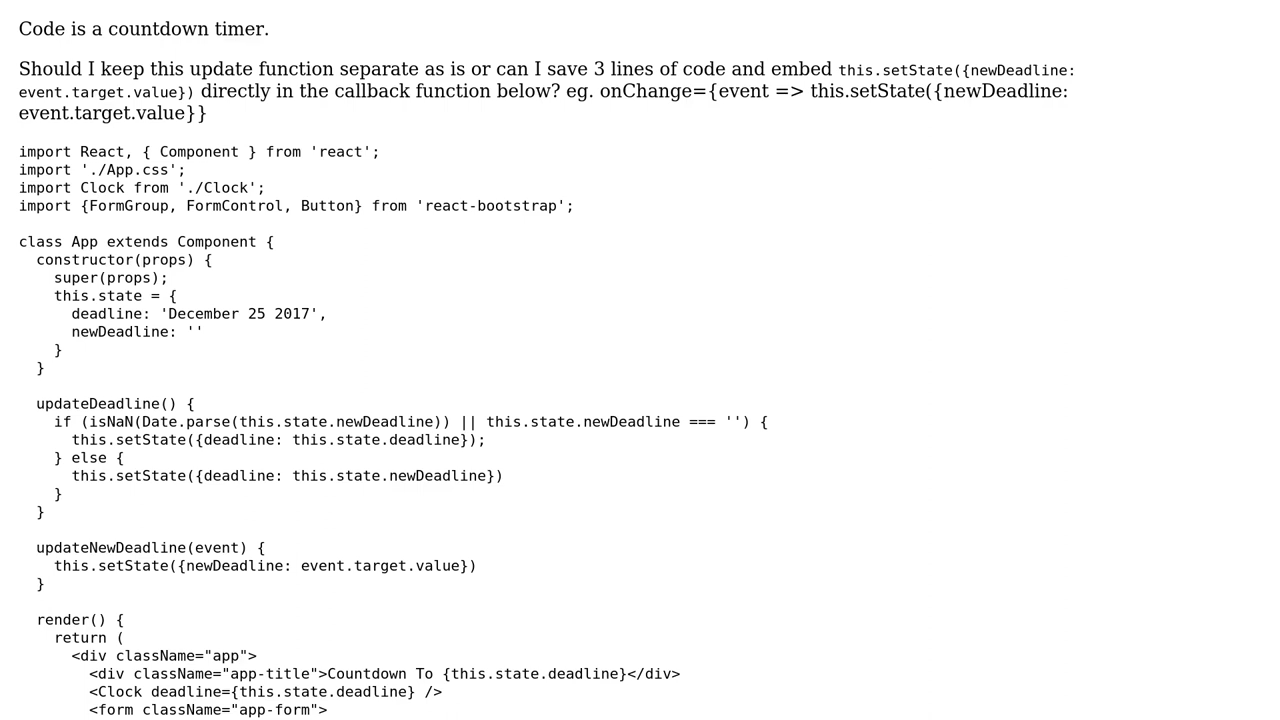 Code is a countdown timer.
Should I keep this update function separate as is or can I save 3 lines of code and embed this.setState({newDeadline:
event.target.value}) directly in the callback function below? eg. onChange={event => this.setState({newDeadline:
event.target.value}}
import React, { Component } from 'react';
import './App.css';
import Clock from './Clock';
import {FormGroup, FormControl, Button} from 'react-bootstrap';
class App extends Component {
  constructor(props) {
    super(props);
    this.state = {
      deadline: 'December 25 2017',
      newDeadline: ''
    }
  }
  updateDeadline() {
    if (isNaN(Date.parse(this.state.newDeadline)) || this.state.newDeadline === '') {
      this.setState({deadline: this.state.deadline});
    } else {
      this.setState({deadline: this.state.newDeadline})
    }
  }
  updateNewDeadline(event) {
    this.setState({newDeadline: event.target.value})
  }
  render() {
    return (
      <div className="app">
        <div className="app-title">Countdown To {this.state.deadline}</div>
        <Clock deadline={this.state.deadline} />
        <form className="app-form">